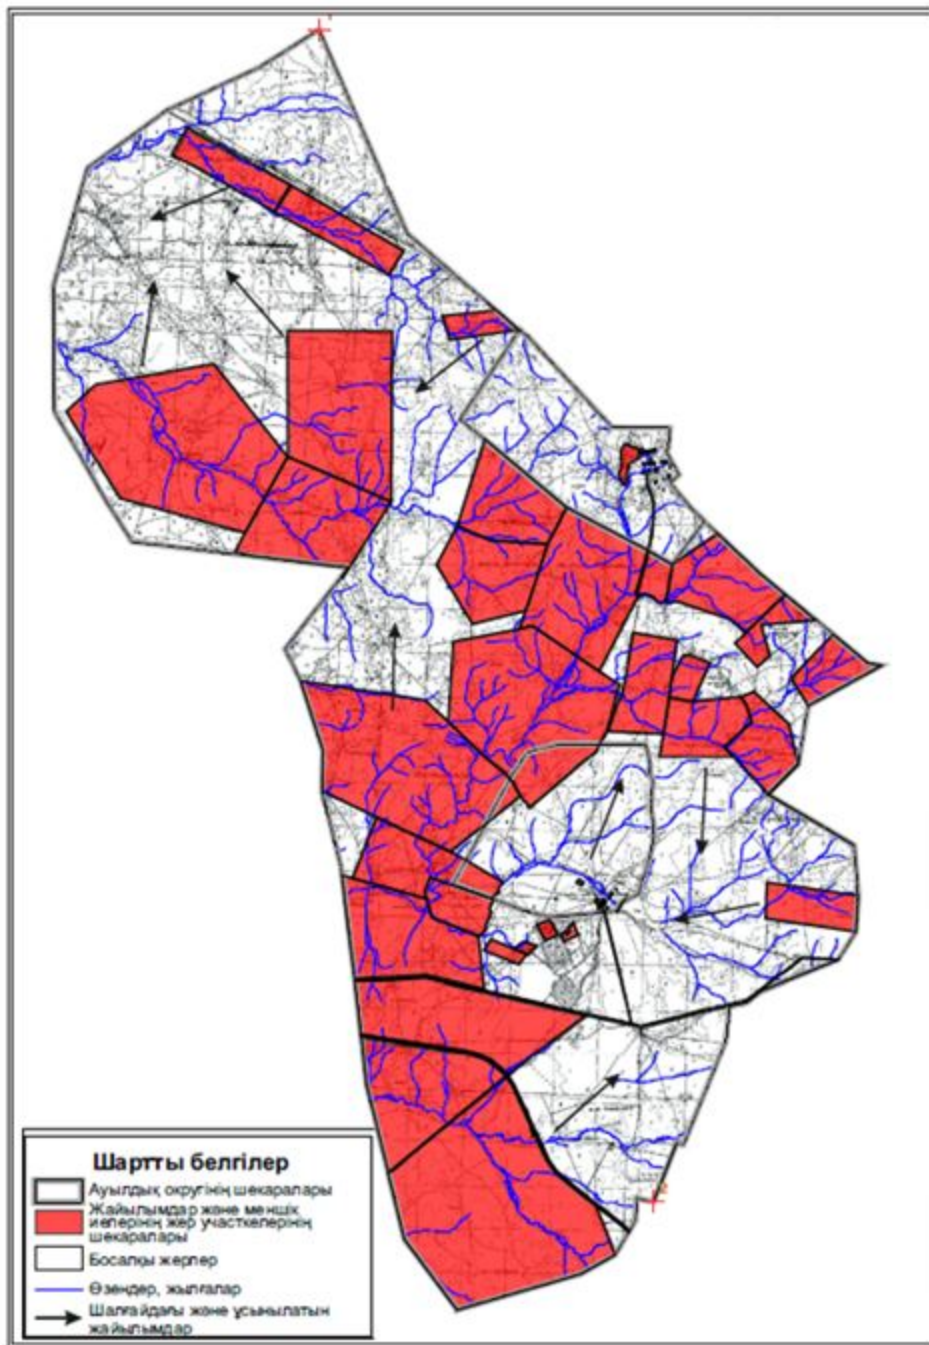 Шартты белгілер
Ауылдық округінің шекаралары
Жайылымдар және меншік
иелерінің жер участкелерінің
шекаралары
Босалқы жерлер
Өзендер, жылғалар
Шалғайдағы және ұсынылатын
жайылымдар